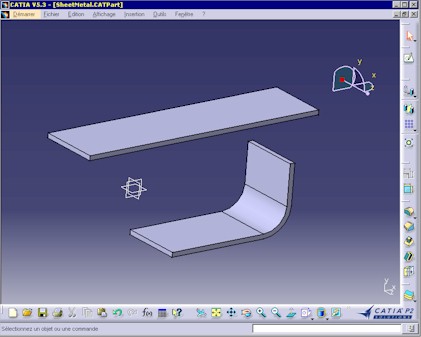 CATIA V5.3 - [SheetMetal.CATPart]
Démarrer Fichier Edition Affichage Insertion Outils Fenêtre ?
y
x
z
y
z x
f(x)
CATIA P2
SOLUTIONS
Sélectionnez un objet ou une commande